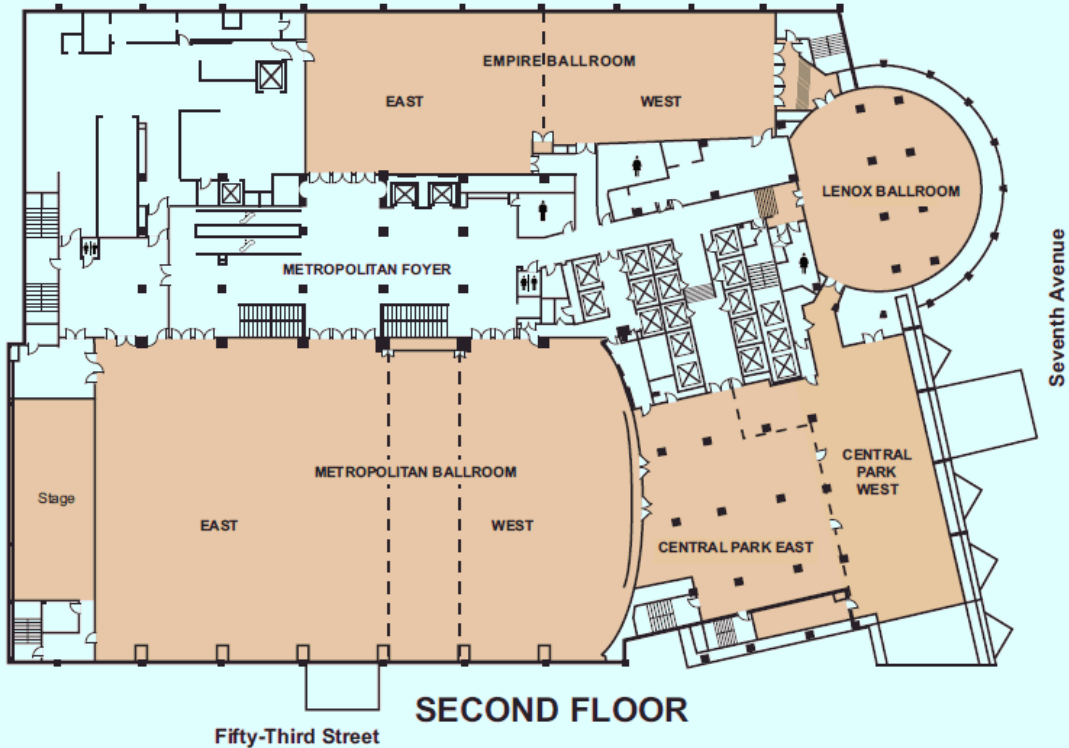 EMPIRE BALLROOM
EAST
WEST
LENOX BALLROOM
METROPOLITAN FOYER
Seventh Avenue
METROPOLITAN BALLROOM
CENTRAL
PARK
WEST
Stage
EAST
WEST
CENTRAL PARK EAST
SECOND FLOOR
Fifty-Third Street